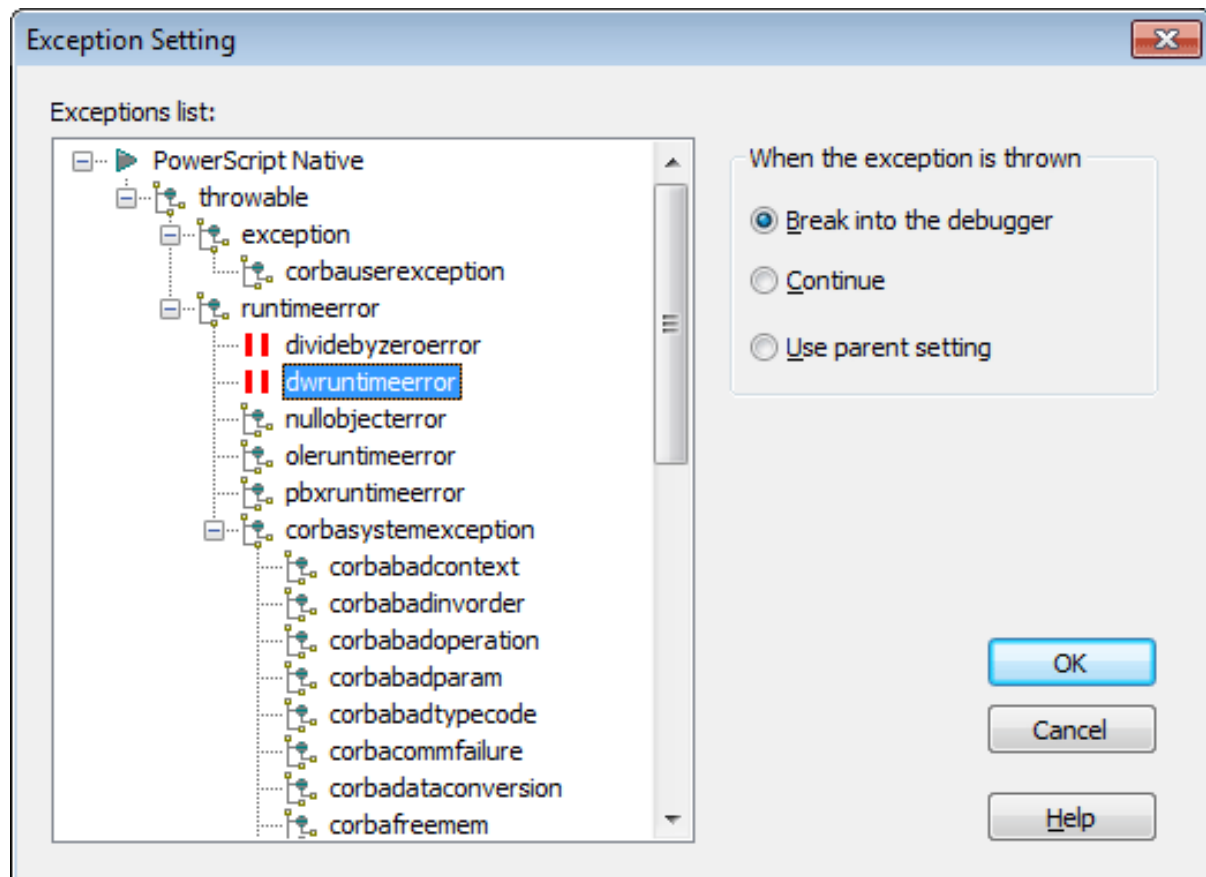 Exception Setting
Exceptions list:
PowerScript Native
throwable
exception
corbauserexception
runtimeerror
dividebyzeroerror
dwruntimeerror
nullobjecterror
oleruntimeerror
pbxruntimeerror
corbasystemexception
corbabadcontext
corbabadinvorder
corbabadoperation
corbabadparam
corbabadtypecode
corbacommfailure
corbadataconversion
corbafreemem
When the exception is thrown
Break into the debugger
Continue
Use parent setting
OK
Cancel
Help